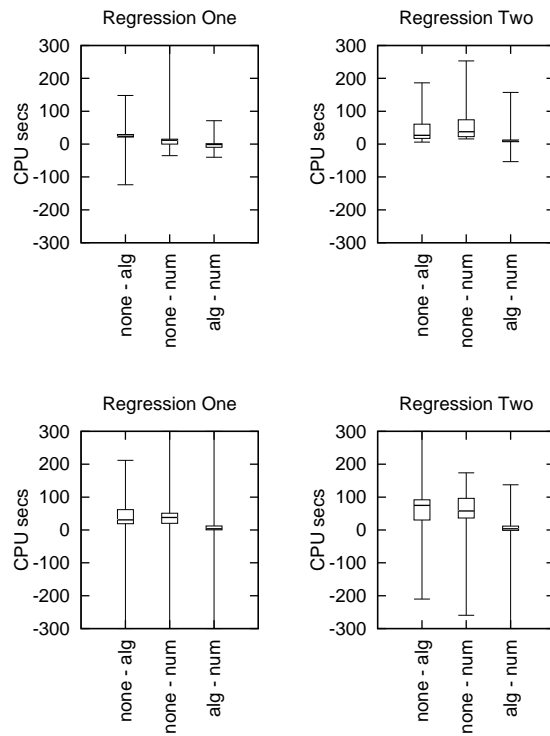 Regression One
CPU secs
300
200
100
0
-100
-200
-300
none - alg
none - num
alg - num
Regression Two
CPU secs
300
200
100
0
-100
-200
-300
none - alg
none - num
alg - num
Regression One
CPU secs
300
200
100
0
-100
-200
-300
none - alg
none - num
alg - num
Regression Two
CPU secs
300
200
100
0
-100
-200
-300
none - alg
none - num
alg - num